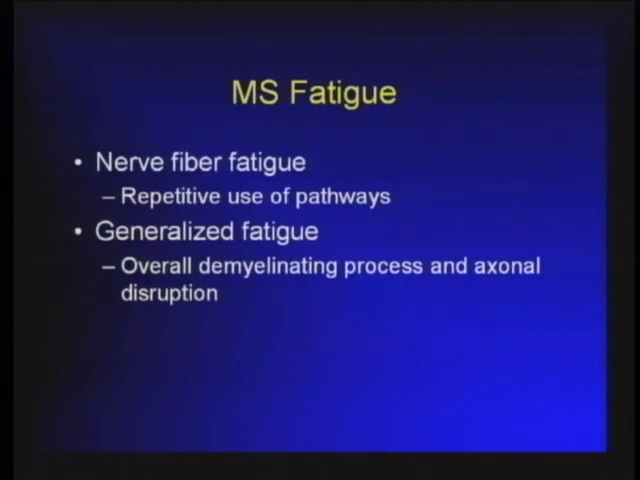 MS Fatigue
• Nerve fiber fatigue
– Repetitive use of pathways
• Generalized fatigue
– Overall demyelinating process and axonal
disruption